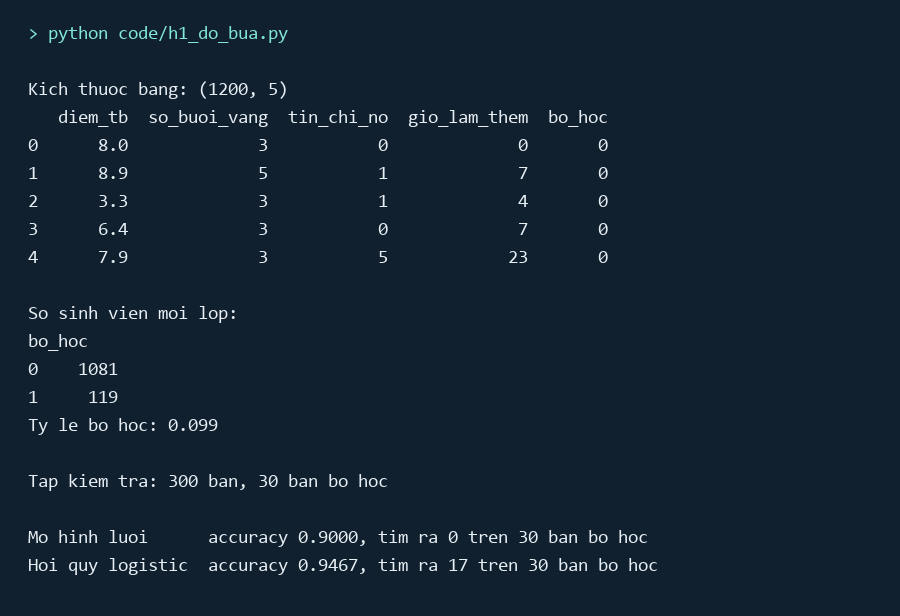 > python code/h1_do_bua.py
Kich thuoc bang: (1200, 5)
   diem_tb  so_buoi_vang  tin_chi_no  gio_lam_them  bo_hoc
0      8.0             3           0             0       0
1      8.9             5           1             7       0
2      3.3             3           1             4       0
3      6.4             3           0             7       0
4      7.9             3           5            23       0
So sinh vien moi lop:
bo_hoc
0    1081
1     119
Ty le bo hoc: 0.099
Tap kiem tra: 300 ban, 30 ban bo hoc
Mo hinh luoi      accuracy 0.9000, tim ra 0 tren 30 ban bo hoc
Hoi quy logistic  accuracy 0.9467, tim ra 17 tren 30 ban bo hoc